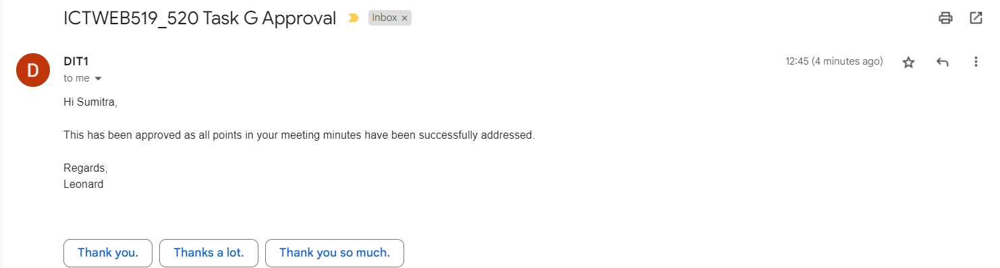 ICTWEB519_520 Task G Approval
Inbox ×
D
DIT1
12:45 (4 minutes ago)
to me
Hi Sumitra,
This has been approved as all points in your meeting minutes have been successfully addressed.
Regards,
Leonard
Thank you.
Thanks a lot.
Thank you so much.